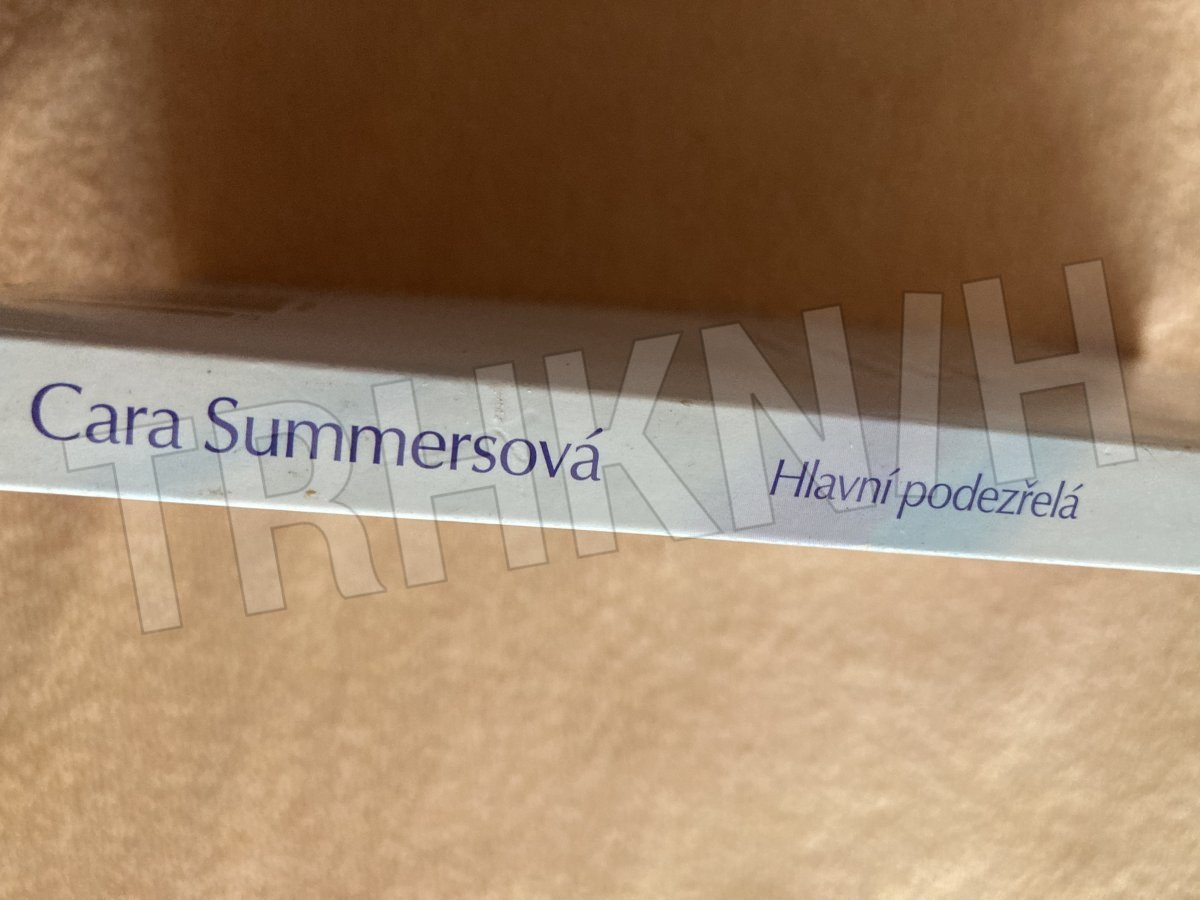 Cara Summersová
Hlavní podezřelá
TRHKNIH